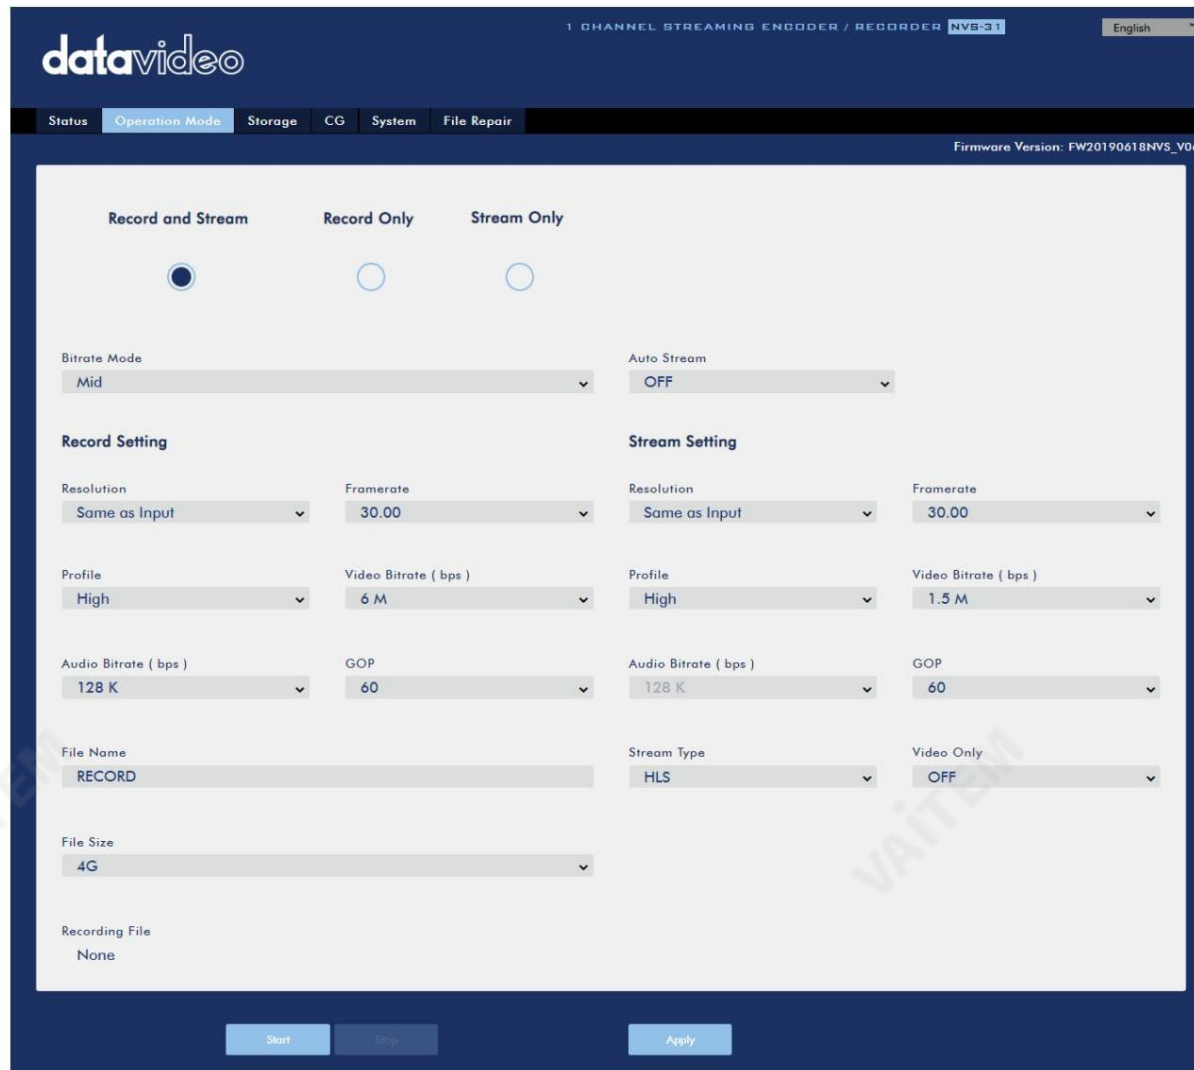 1 CHANNEL STREAMING ENCODER / RECORDER NVS-31
English
datavideo
Status Operation Mode Storage CG System File Repair
Firmware Version: FW20190618NVS_V0
Record and Stream Record Only Stream Only
Bitrate Mode Auto Stream
Mid OFF
Record Setting Stream Setting
Resolution Framerate Resolution Framerate
Same as Input 30.00 Same as Input 30.00
Profile Video Bitrate ( bps ) Profile Video Bitrate ( bps )
High 6 M High 1.5 M
Audio Bitrate ( bps ) GOP Audio Bitrate ( bps ) GOP
128 K 60 128 K 60
File Name Stream Type Video Only
RECORD HLS OFF
VAITEM
File Size
4G
Recording File
None
Start Stop Apply